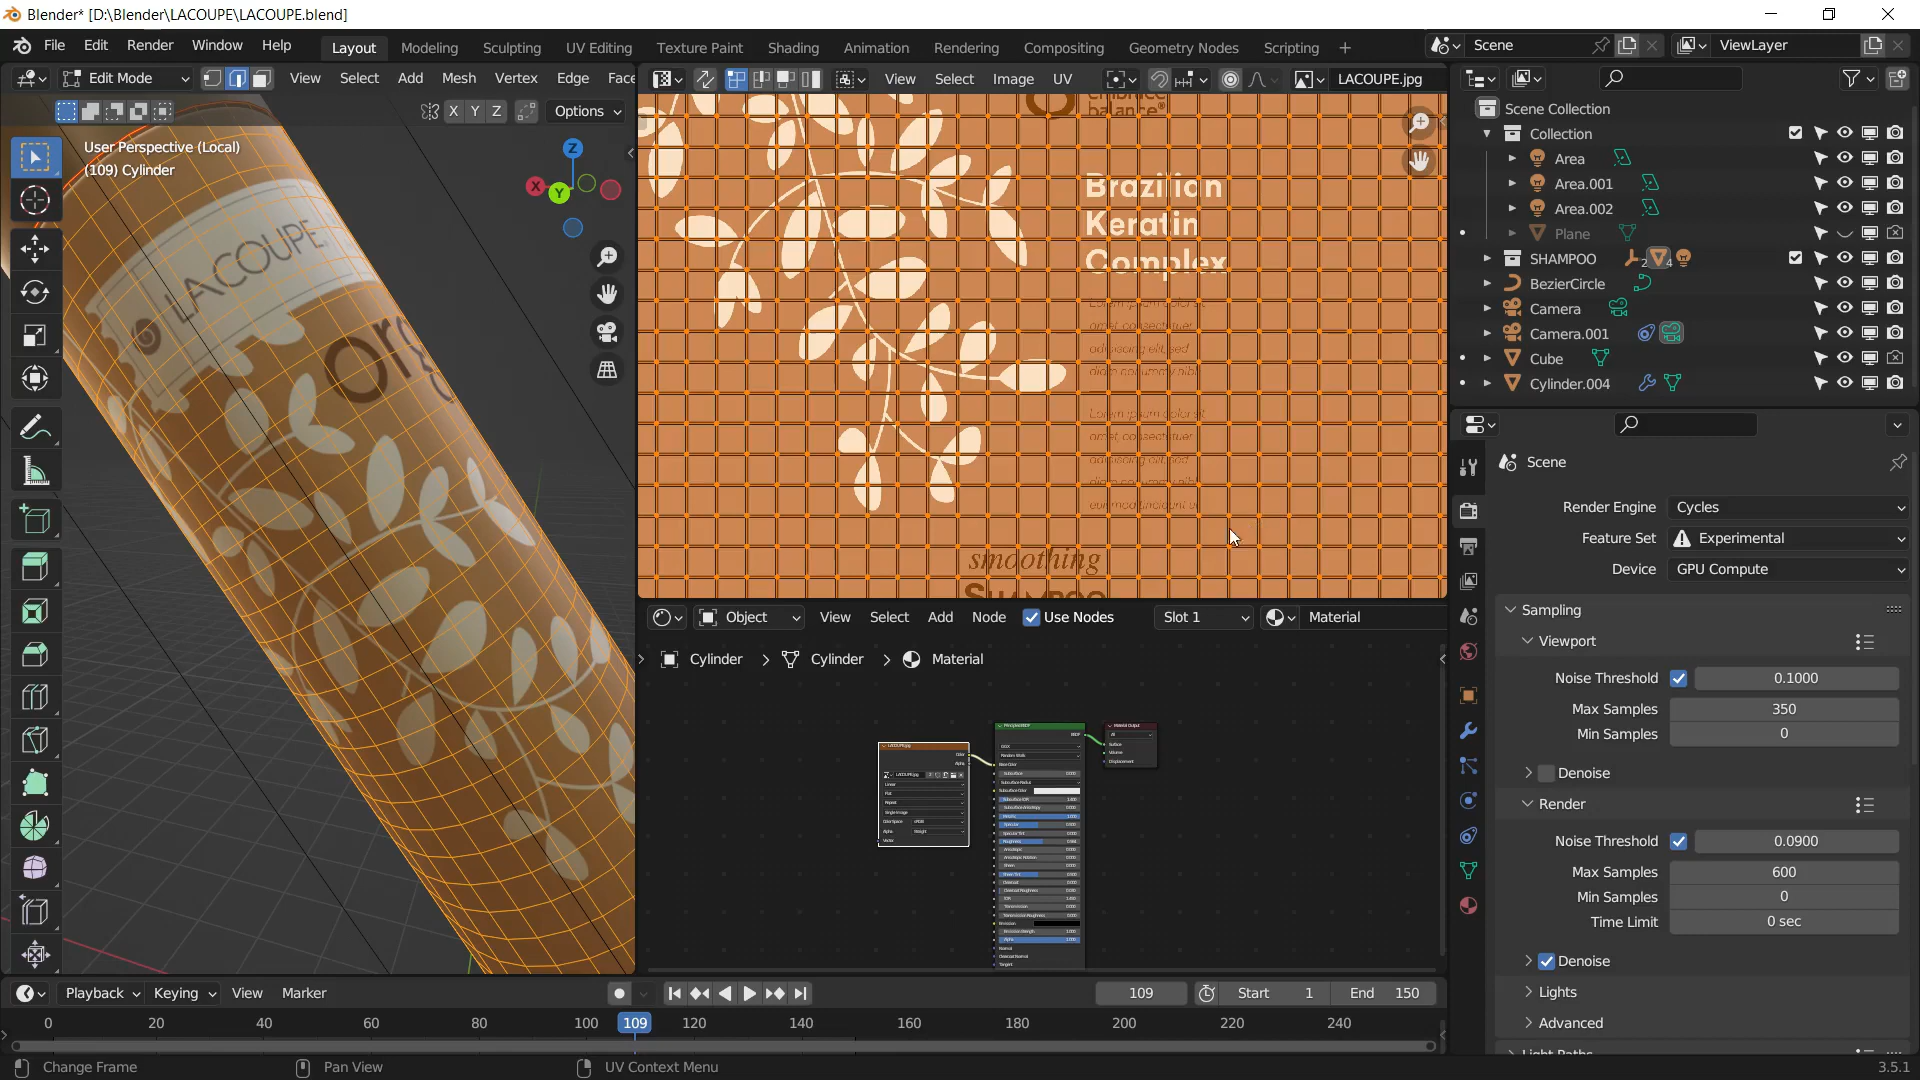 Blender* [D:\Blender\LACOUPE\LACOUPE.blend]
File Edit Render Window Help
Layout Modeling Sculpting UV Editing Texture Paint Shading Animation Rendering Compositing Geometry Nodes Scripting +
Scene
ViewLayer
Edit Mode View Select Add Mesh Vertex Edge Face
View Select Image UV LACOUPE.jpg
X Y Z Options
User Perspective (Local)
(109) Cylinder
Z
X
Y
LACOUPE
Or
balance®
Brazilian
Keratin
Complex
smoothing
SHAMPOO
Scene Collection
Collection
Area
Area.001
Area.002
Plane
SHAMPOO 2 4
BezierCircle
Camera
Camera.001
Cube
Cylinder.004
Scene
Render Engine Cycles
Feature Set Experimental
Device GPU Compute
Sampling
Viewport
Noise Threshold 0.1000
Max Samples 350
Min Samples 0
Denoise
Render
Noise Threshold 0.0900
Max Samples 600
Min Samples 0
Time Limit 0 sec
Denoise
Lights
Advanced
Light Paths
Object View Select Add Node Use Nodes Slot 1 Material
Cylinder > Cylinder > Material
Playback Keying View Marker
109 Start 1 End 150
0 20 40 60 80 100 109 120 140 160 180 200 220 240
Change Frame Pan View UV Context Menu 3.5.1